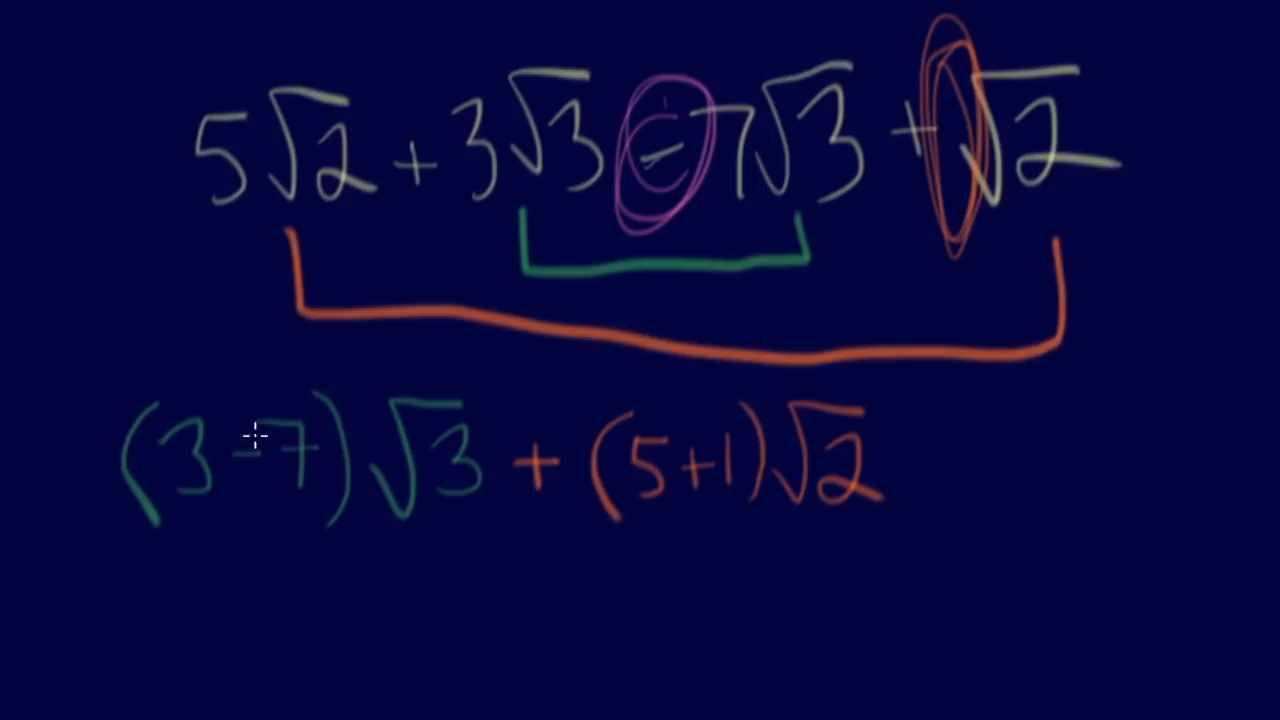 5√2 + 3√3 - 7√3 + √2
(3-7)√3 + (5+1)√2